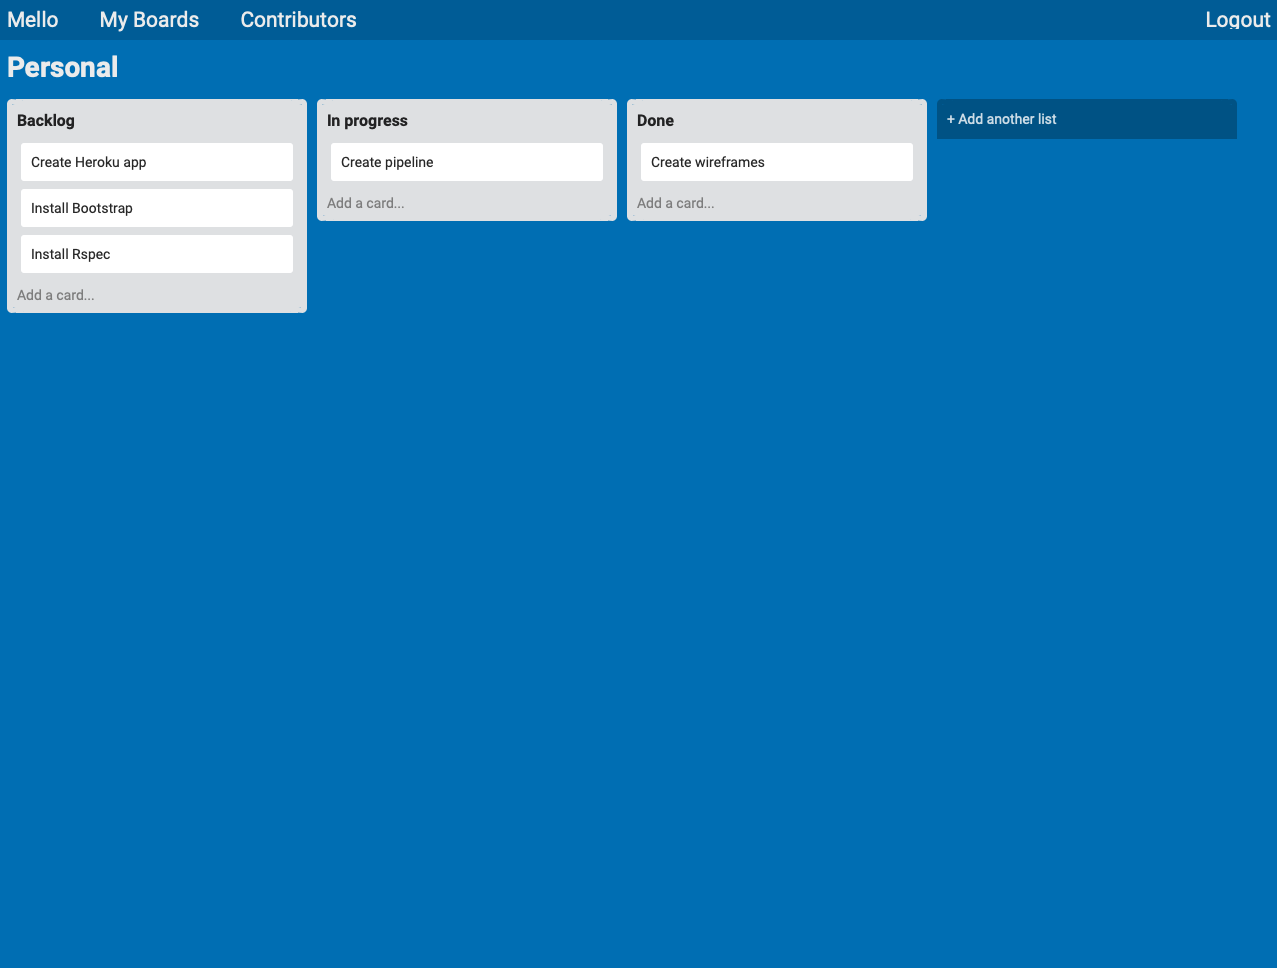 Mello My Boards Contributors Logout
Personal
Backlog
Create Heroku app
Install Bootstrap
Install Rspec
Add a card...
In progress
Create pipeline
Add a card...
Done
Create wireframes
Add a card...
+ Add another list